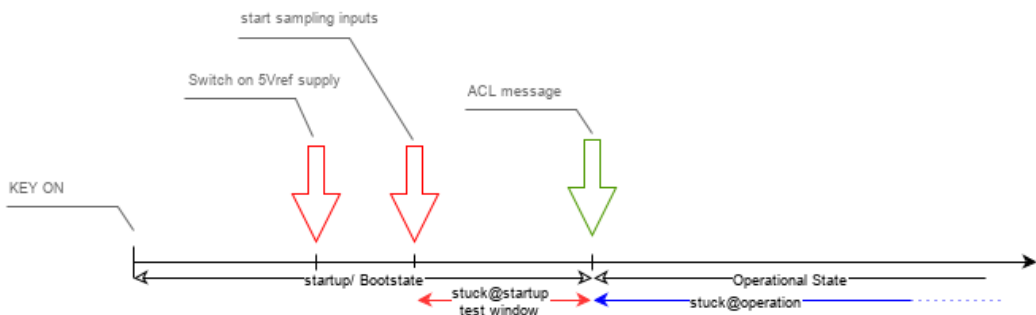 start sampling inputs
Switch on 5Vref supply
ACL message
KEY ON
startup/ Bootstate
Operational State
stuck@startup
test window
stuck@operation